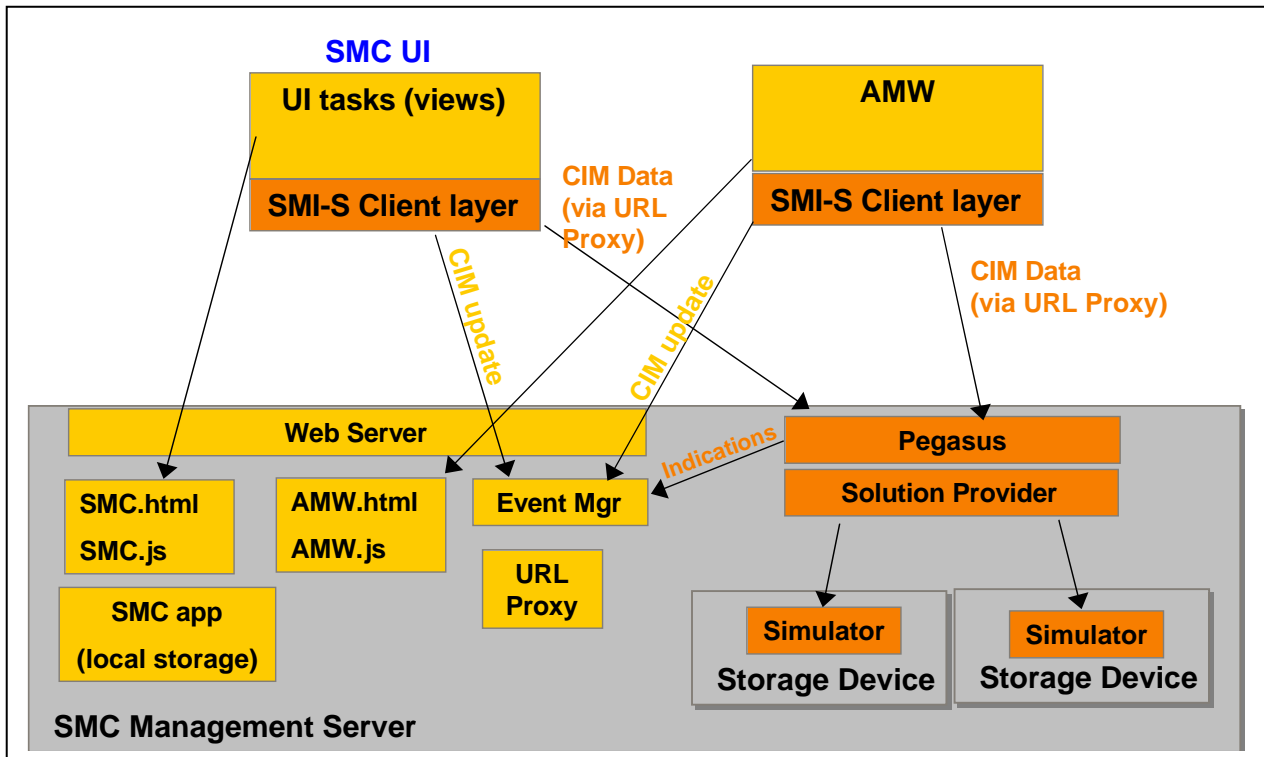 SMC UI
UI tasks (views)
SMI-S Client layer
AMW
SMI-S Client layer
CIM Data
(via URL
Proxy)
CIM Data
(via URL Proxy)
CIM update
CIM update
Web Server
Indications
Pegasus
Solution Provider
SMC.html
SMC.js
AMW.html
AMW.js
Event Mgr
URL
Proxy
SMC app
(local storage)
Simulator
Storage Device
Simulator
Storage Device
SMC Management Server